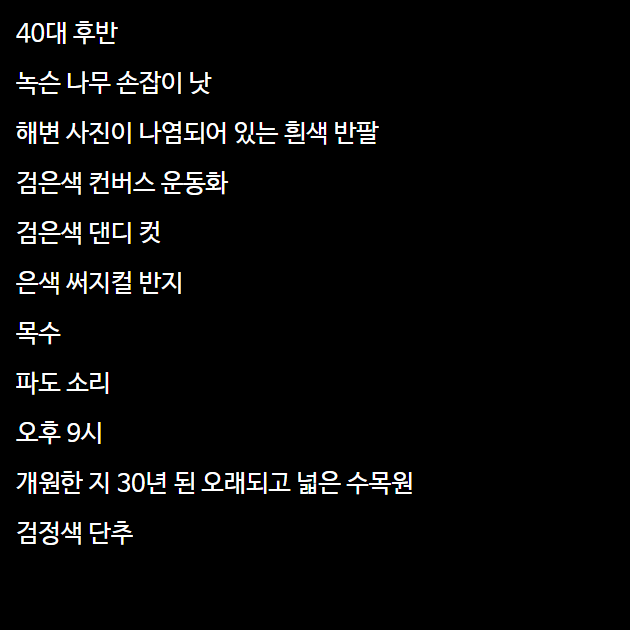 40대 후반
녹슨 나무 손잡이 낫
해변 사진이 나염되어 있는 흰색 반팔
검은색 컨버스 운동화
검은색 댄디 컷
은색 써지컬 반지
목수
파도 소리
오후 9시
개원한 지 30년 된 오래되고 넓은 수목원
검정색 단추